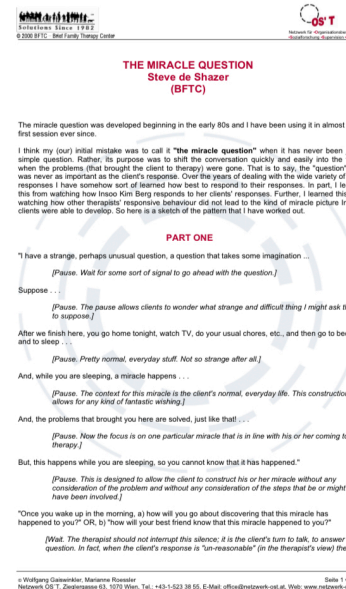 Solutions Since 1982
© 2000 BFTC Brief Family Therapy Center
OS'T
THE MIRACLE QUESTION
Steve de Shazer
(BFTC)
The miracle question was developed beginning in the early 80s and I have been using it in almost
first session ever since.
I think my (our) initial mistake was to call it "the miracle question" when it has never been
simple question. Rather, its purpose was to shift the conversation quickly and easily into the
when the problems (that brought the client to therapy) were gone. That is to say, the "question"
was never as important as the client's response. Over the years of dealing with the wide variety of
responses I have somehow sort of learned how best to respond to their responses. In part, I le
this from watching how Insoo Kim Berg responds to her clients' responses. Further, I learned this
watching how other therapists' responsive behaviour did not lead to the kind of miracle picture
clients were able to develop. So here is a sketch of the pattern that I have worked out.
PART ONE
"I have a strange, perhaps unusual question, a question that takes some imagination ...
[Pause. Wait for some sort of signal to go ahead with the question.]
Suppose . . .
[Pause. The pause allows clients to wonder what strange and difficult thing I might ask
to suppose.]
After we finish here, you go home tonight, watch TV, do your usual chores, etc., and then go to be
and to sleep . . .
[Pause. Pretty normal, everyday stuff. Not so strange after all.]
And, while you are sleeping, a miracle happens . . .
[Pause. The context for this miracle is the client's normal, everyday life. This construction
allows for any kind of fantastic wishing.]
And, the problems that brought you here are solved, just like that! . . .
[Pause. Now the focus is on one particular miracle that is in line with his or her coming to
therapy.]
But, this happens while you are sleeping, so you cannot know that it has happened."
[Pause. This is designed to allow the client to construct his or her miracle without any
consideration of the problem and without any consideration of the steps that be or might
have been involved.]
"Once you wake up in the morning, a) how will you go about discovering that this miracle has
happened to you?" OR, b) "how will your best friend know that this miracle happened to you?"
[Wait. The therapist should not interrupt this silence; it is the client's turn to talk, to answer
question. In fact, when the client's response is "un-reasonable" (in the therapist's view) the
© Wolfgang Gaiswinkler, Marianne Roessler Seite 1
Netzwerk OS'T, Zieglergasse 63, 1070 Wien, Tel.: +43-1-523 38 55, E-Mail: office@netzwerk-ost.at, Web: www.netzwerk-